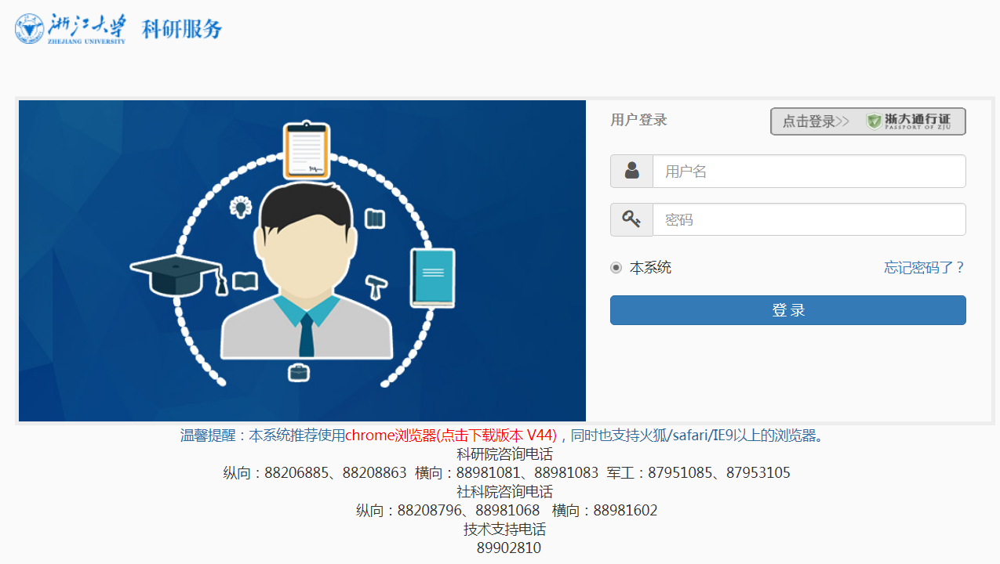 浙江大学 科研服务
ZHEJIANG UNIVERSITY
用户登录
点击登录>> 浙大通行证
PASSPORT OF ZJU
用户名
密码
本系统 忘记密码了？
登 录
温馨提醒：本系统推荐使用chrome浏览器(点击下载版本 V44)，同时也支持火狐/safari/IE9以上的浏览器。
科研院咨询电话
纵向：88206885、88208863 横向：88981081、88981083 军工：87951085、87953105
社科院咨询电话
纵向：88208796、88981068 横向：88981602
技术支持电话
89902810